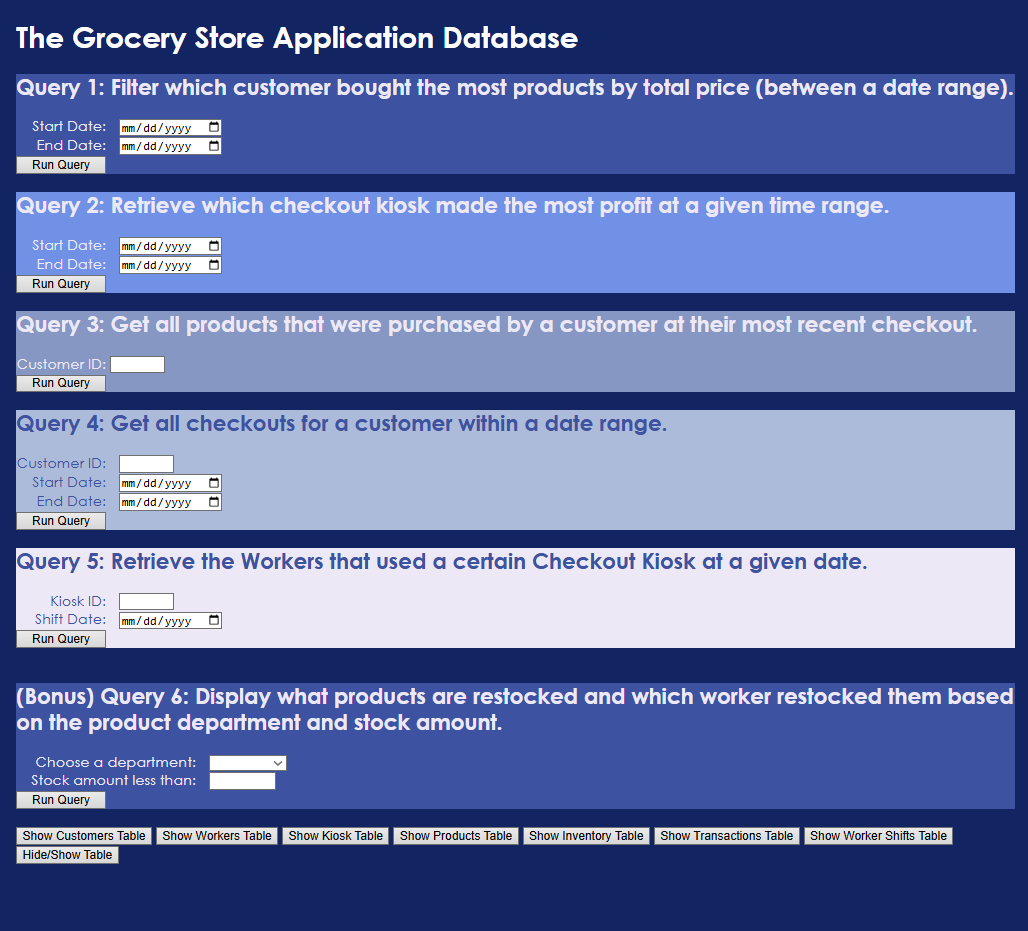 The Grocery Store Application Database
Query 1: Filter which customer bought the most products by total price (between a date range).
Start Date: mm/dd/yyyy
End Date: mm/dd/yyyy
Run Query
Query 2: Retrieve which checkout kiosk made the most profit at a given time range.
Start Date: mm/dd/yyyy
End Date: mm/dd/yyyy
Run Query
Query 3: Get all products that were purchased by a customer at their most recent checkout.
Customer ID:
Run Query
Query 4: Get all checkouts for a customer within a date range.
Customer ID:
Start Date: mm/dd/yyyy
End Date: mm/dd/yyyy
Run Query
Query 5: Retrieve the Workers that used a certain Checkout Kiosk at a given date.
Kiosk ID:
Shift Date: mm/dd/yyyy
Run Query
(Bonus) Query 6: Display what products are restocked and which worker restocked them based
on the product department and stock amount.
Choose a department:
Stock amount less than:
Run Query
Show Customers Table Show Workers Table Show Kiosk Table Show Products Table Show Inventory Table Show Transactions Table Show Worker Shifts Table
Hide/Show Table